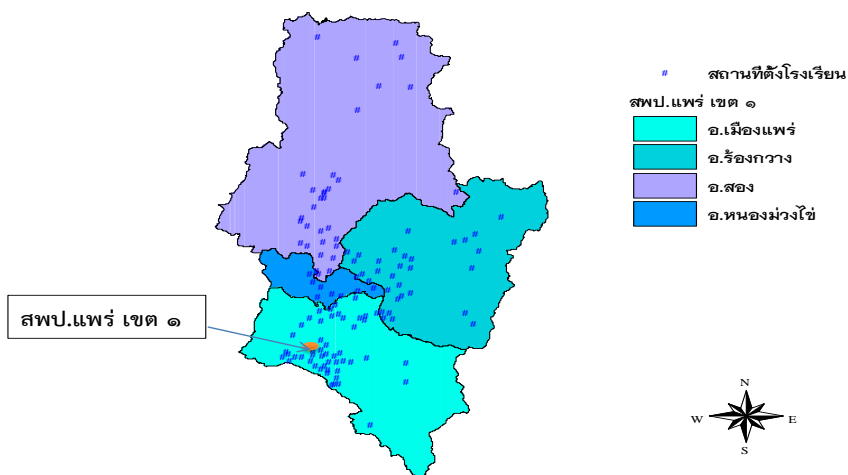 # สถานที่ตั้งโรงเรียน
สพป.แพร่ เขต ๑
อ.เมืองแพร่
อ.ร้องกวาง
อ.สอง
อ.หนองม่วงไข่
สพป.แพร่ เขต ๑
N
W E
S